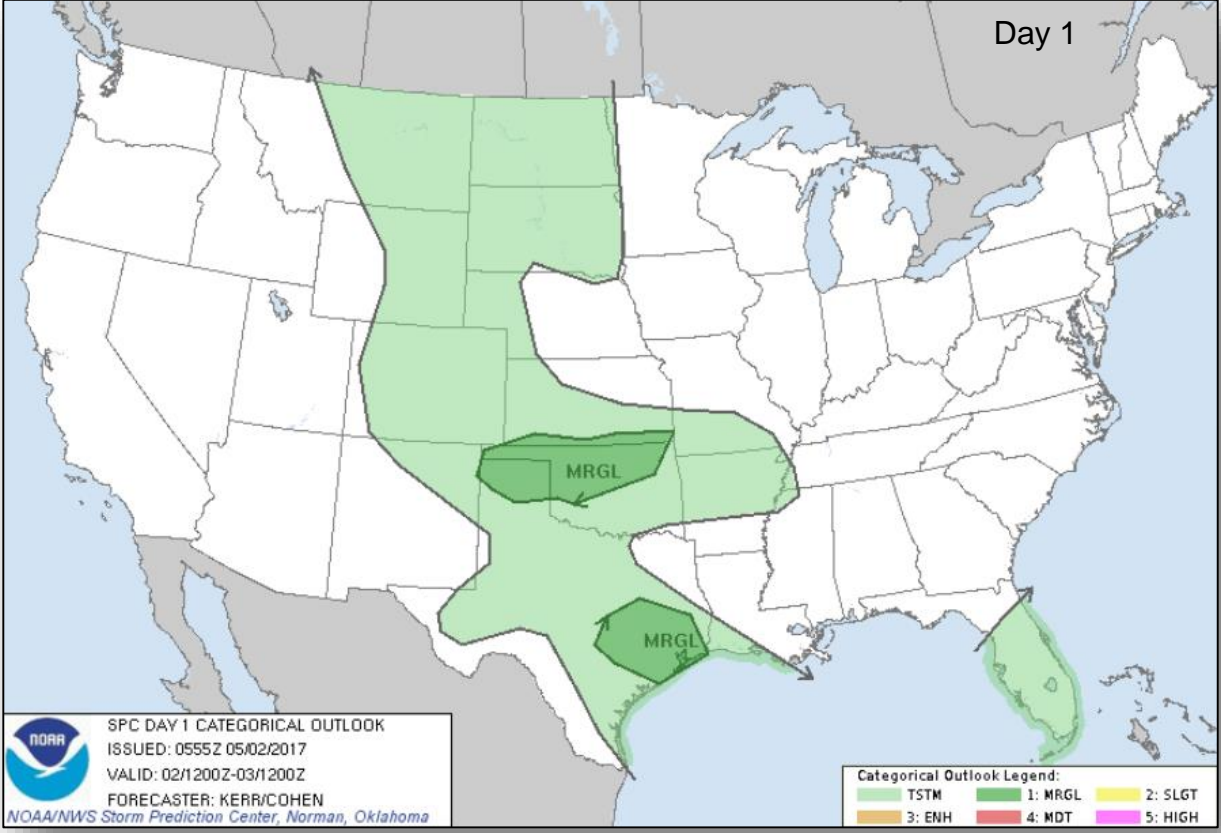 Day 1
MRGL
MRGL
NOAA
SPC DAY 1 CATEGORICAL OUTLOOK
ISSUED: 0555Z 05/02/2017
VALID: 02/1200Z-03/1200Z
FORECASTER: KERR/COHEN
NOAA/NWS Storm Prediction Center, Norman, Oklahoma
Categorical Outlook Legend:
TSTM 1: MRGL 2: SLGT
3: ENH 4: MDT 5: HIGH